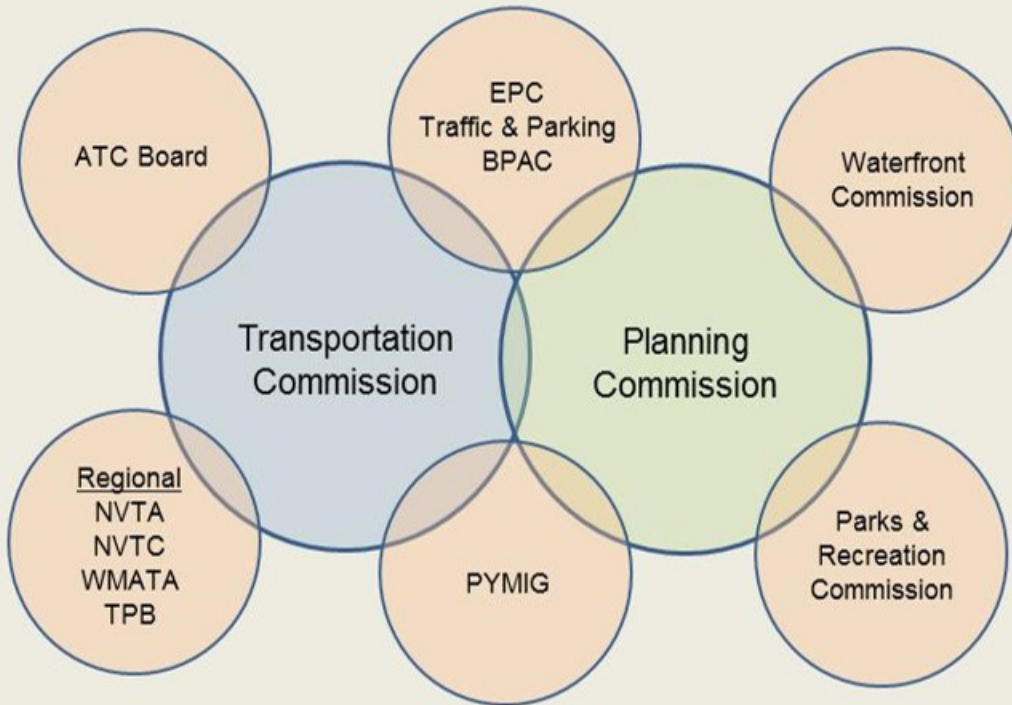 ATC Board
EPC
Traffic & Parking
BPAC
Waterfront
Commission
Transportation
Commission
Planning
Commission
Regional
NVTA
NVTC
WMATA
TPB
PYMIG
Parks &
Recreation
Commission